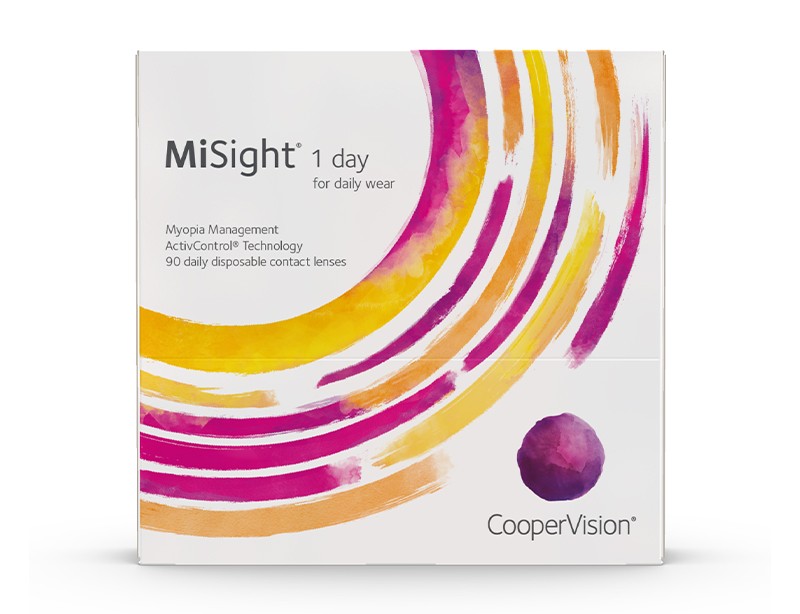 MiSight® 1 day
for daily wear
Myopia Management
ActivControl® Technology
90 daily disposable contact lenses
CooperVision®